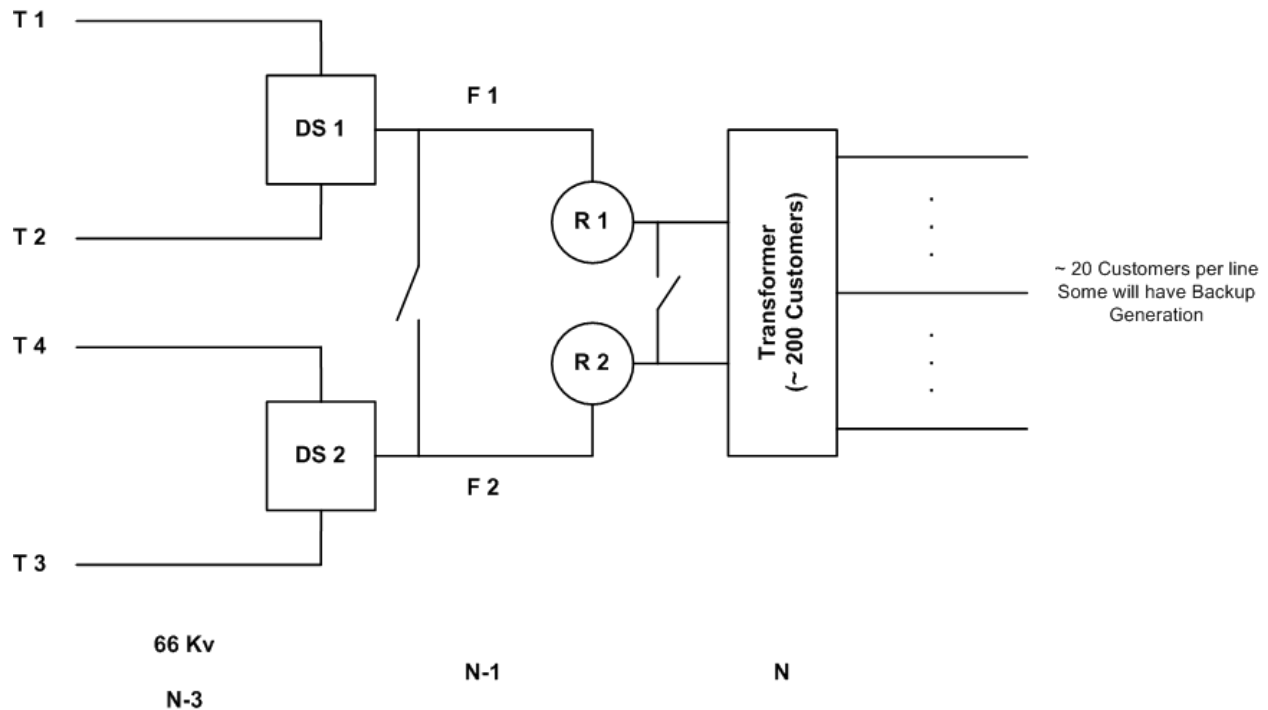 T 1
DS 1
F 1
T 2
R 1
Transformer
(~ 200 Customers)
~ 20 Customers per line
Some will have Backup
Generation
T 4
R 2
DS 2
F 2
T 3
66 Kv
N-3
N-1
N